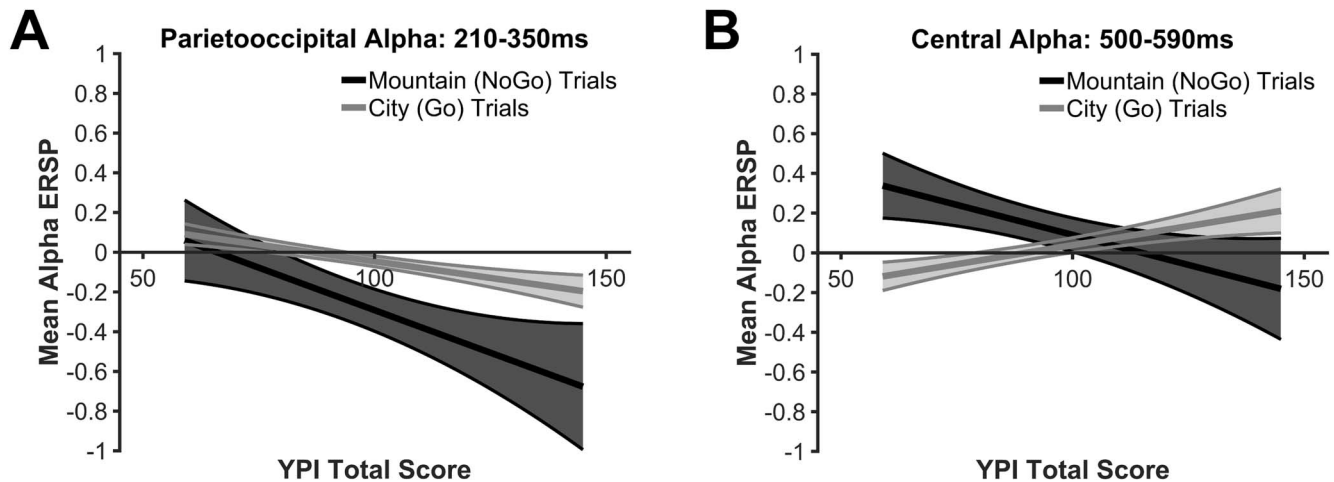 A
Parietooccipital Alpha: 210-350ms
Mountain (NoGo) Trials
City (Go) Trials
Mean Alpha ERSP
1
0.8
0.6
0.4
0.2
0
-0.2
-0.4
-0.6
-0.8
-1
50
100
150
YPI Total Score
B
Central Alpha: 500-590ms
Mountain (NoGo) Trials
City (Go) Trials
Mean Alpha ERSP
1
0.8
0.6
0.4
0.2
0
-0.2
-0.4
-0.6
-0.8
-1
50
100
150
YPI Total Score